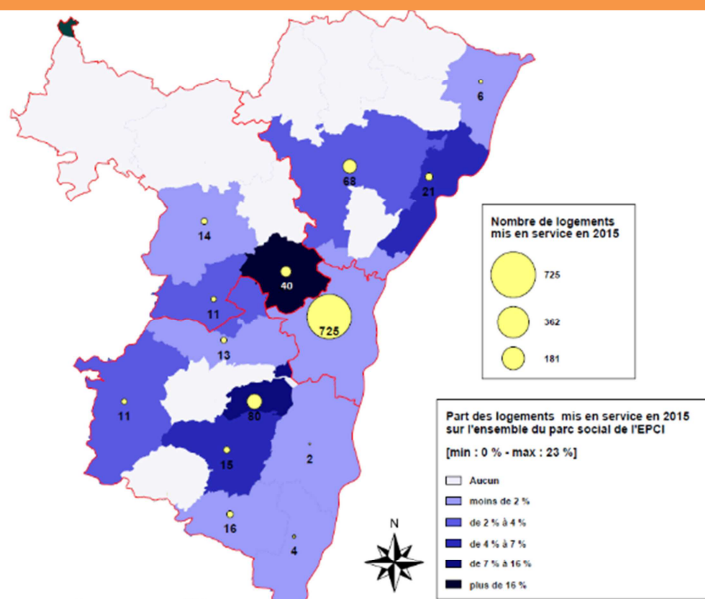 6
68
21
14
40
11
725
13
11
80
15
2
16
4
N
Nombre de logements
mis en service en 2015
725
362
181
Part des logements mis en service en 2015
sur l'ensemble du parc social de l'EPCI
[min : 0 % - max : 23 %]
Aucun
moins de 2 %
de 2 % à 4 %
de 4 % à 7 %
de 7 % à 16 %
plus de 16 %